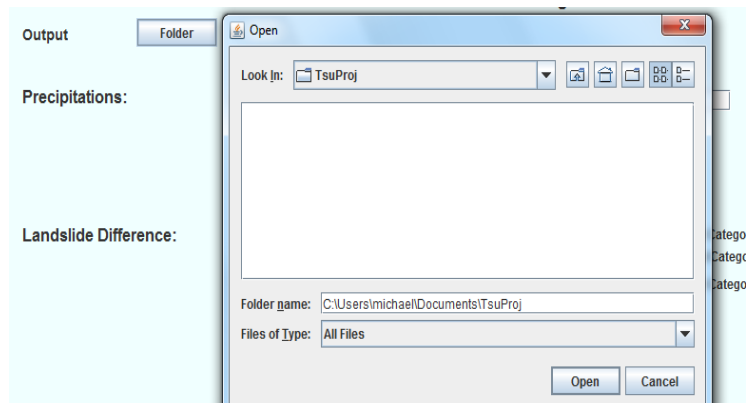 Output
Folder
Precipitations:
Landslide Difference:
Open
Look In: TsuProj
Folder name: C:\Users\michael\Documents\TsuProj
Files of Type: All Files
Open Cancel